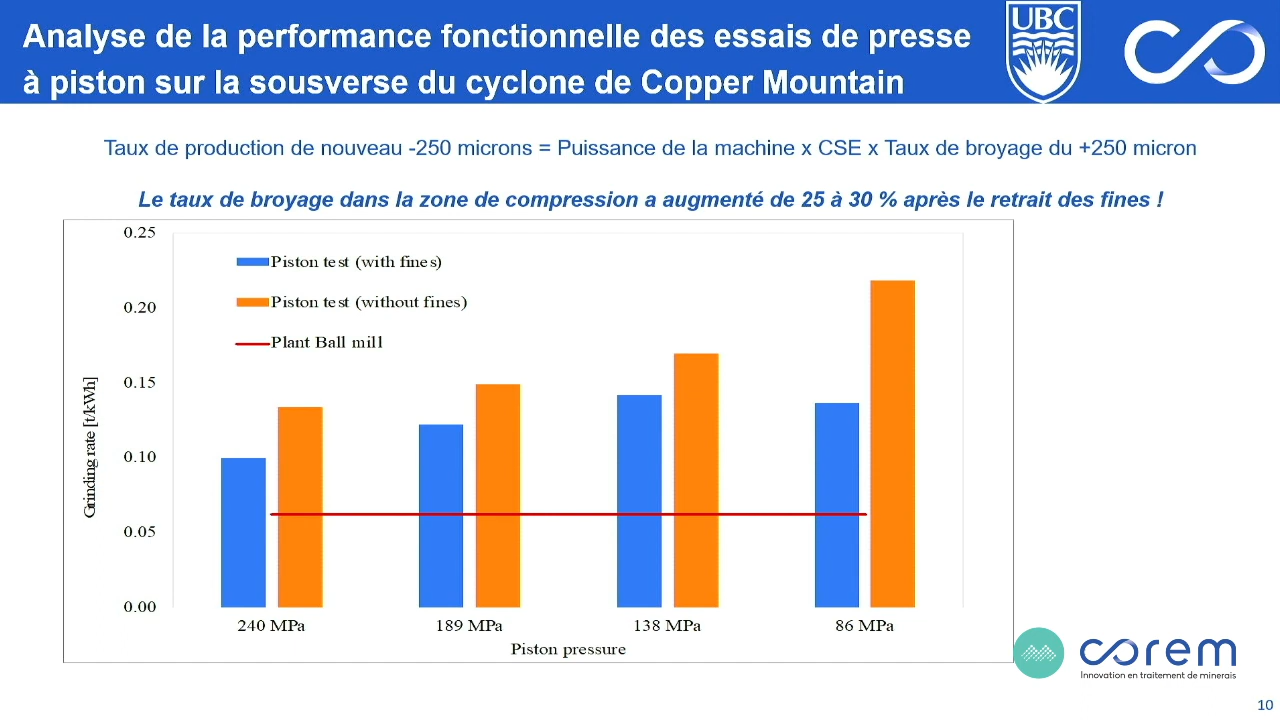 Analyse de la performance fonctionnelle des essais de presse
à piston sur la sousverse du cyclone de Copper Mountain
UBC
Taux de production de nouveau -250 microns = Puissance de la machine x CSE x Taux de broyage du +250 micron
Le taux de broyage dans la zone de compression a augmenté de 25 à 30 % après le retrait des fines !
0.25
0.20
0.15
0.10
0.05
0.00
Grinding rate [t/kWh]
Piston test (with fines)
Piston test (without fines)
Plant Ball mill
240 MPa
189 MPa
138 MPa
86 MPa
Piston pressure
corem
Innovation en traitement de minerais
10